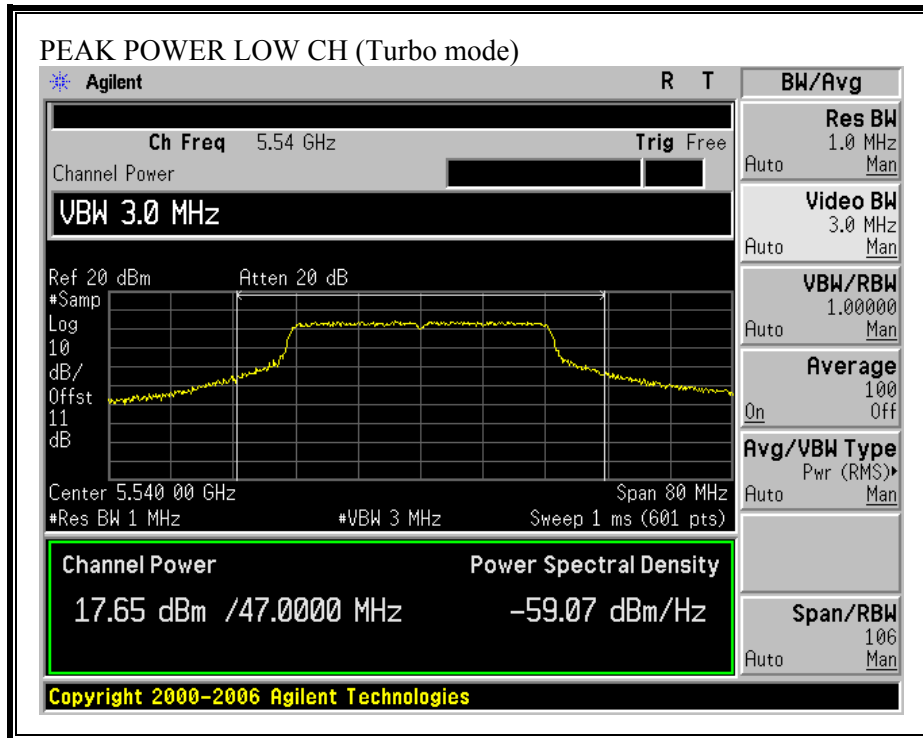 PEAK POWER LOW CH (Turbo mode)
Agilent R T
Ch Freq 5.54 GHz Trig Free
Channel Power
VBW 3.0 MHz
Ref 20 dBm Atten 20 dB
#Samp
Log
10
dB/
Offst
11
dB
Center 5.540 00 GHz Span 80 MHz
#Res BW 1 MHz #VBW 3 MHz Sweep 1 ms (601 pts)
Channel Power Power Spectral Density
17.65 dBm /47.0000 MHz -59.07 dBm/Hz
Copyright 2000-2006 Agilent Technologies
BW/Avg
Res BW
1.0 MHz
Auto Man
Video BW
3.0 MHz
Auto Man
VBW/RBW
1.00000
Auto Man
Average
100
On Off
Avg/VBW Type
Pwr (RMS)▸
Auto Man
Span/RBW
106
Auto Man